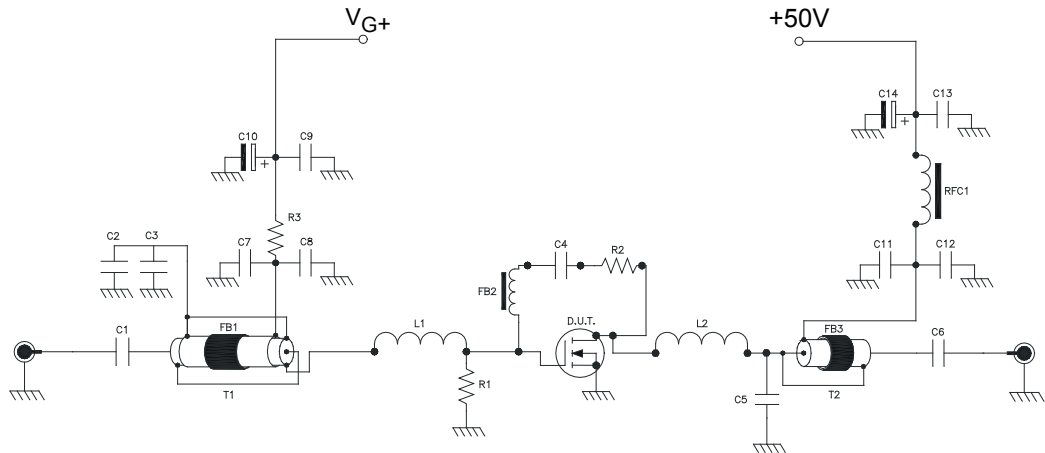 V_G+
+50V
C14
C13
C10
C9
+
+
R3
RFC1
C2
C3
C7
C8
C4
R2
C11
C12
FB2
C1
FB1
L1
D.U.T.
L2
FB3
C6
R1
T1
C5
T2